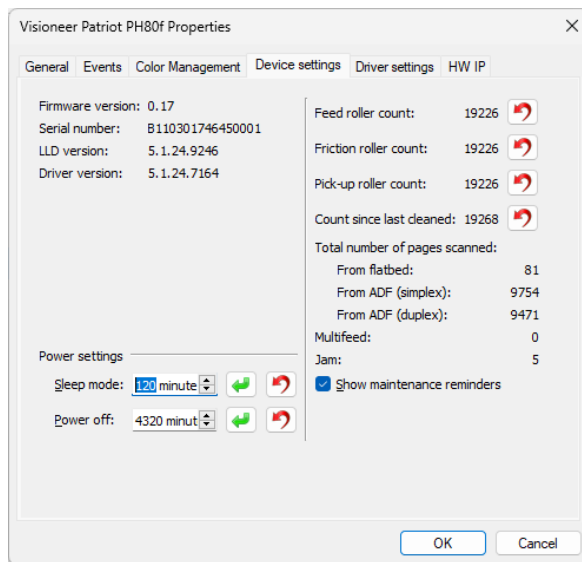 Visioneer Patriot PH80f Properties
General Events Color Management Device settings Driver settings HW IP
Firmware version: 0.17
Serial number: B110301746450001
LLD version: 5.1.24.9246
Driver version: 5.1.24.7164
Power settings
Sleep mode: 120 minute
Power off: 4320 minut
Feed roller count: 19226
Friction roller count: 19226
Pick-up roller count: 19226
Count since last cleaned: 19268
Total number of pages scanned:
From flatbed: 81
From ADF (simplex): 9754
From ADF (duplex): 9471
Multifeed: 0
Jam: 5
Show maintenance reminders
OK Cancel